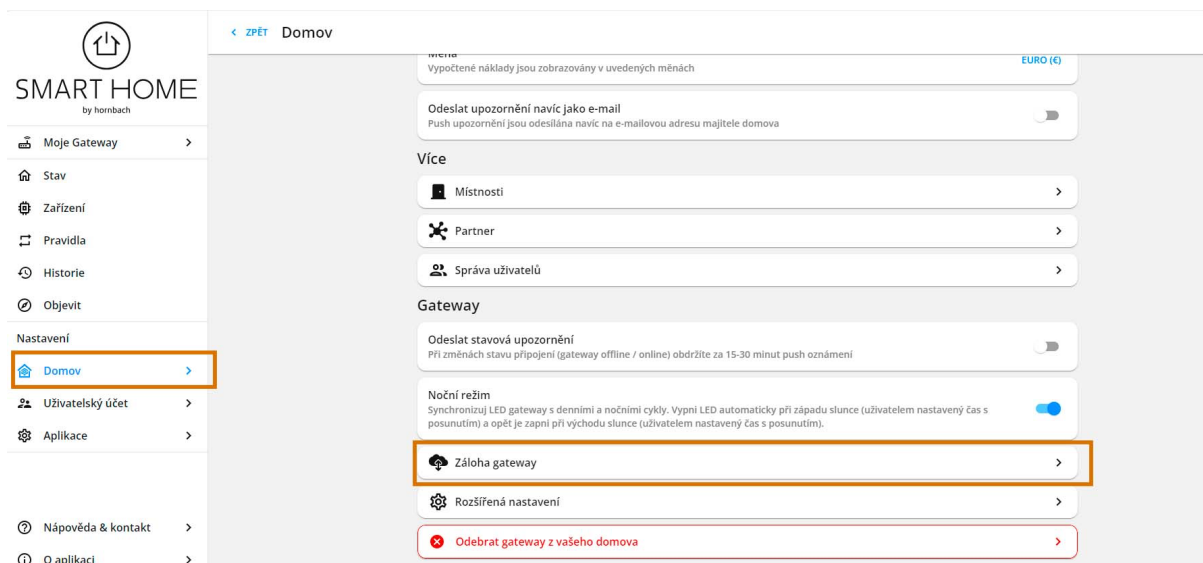 SMART HOME
by hornbach
Moje Gateway
Stav
Zařízení
Pravidla
Historie
Objevit
Nastavení
Domov
Uživatelský účet
Aplikace
Nápověda & kontakt
O aplikaci
ZPĚT Domov
Měna
EURO (€)
Vypočtené náklady jsou zobrazovány v uvedených měnách
Odeslat upozornění navíc jako e-mail
Push upozornění jsou odesílána navíc na e-mailovou adresu majitele domova
Více
Místnosti
Partner
Správa uživatelů
Gateway
Odeslat stavová upozornění
Při změnách stavu připojení (gateway offline / online) obdržíte za 15-30 minut push oznámení
Noční režim
Synchronizuj LED gateway s denními a nočními cykly. Vypni LED automaticky při západu slunce (uživatelem nastavený čas s
posunutím) a opět je zapni při východu slunce (uživatelem nastavený čas s posunutím).
Záloha gateway
Rozšířená nastavení
Odebrat gateway z vašeho domova